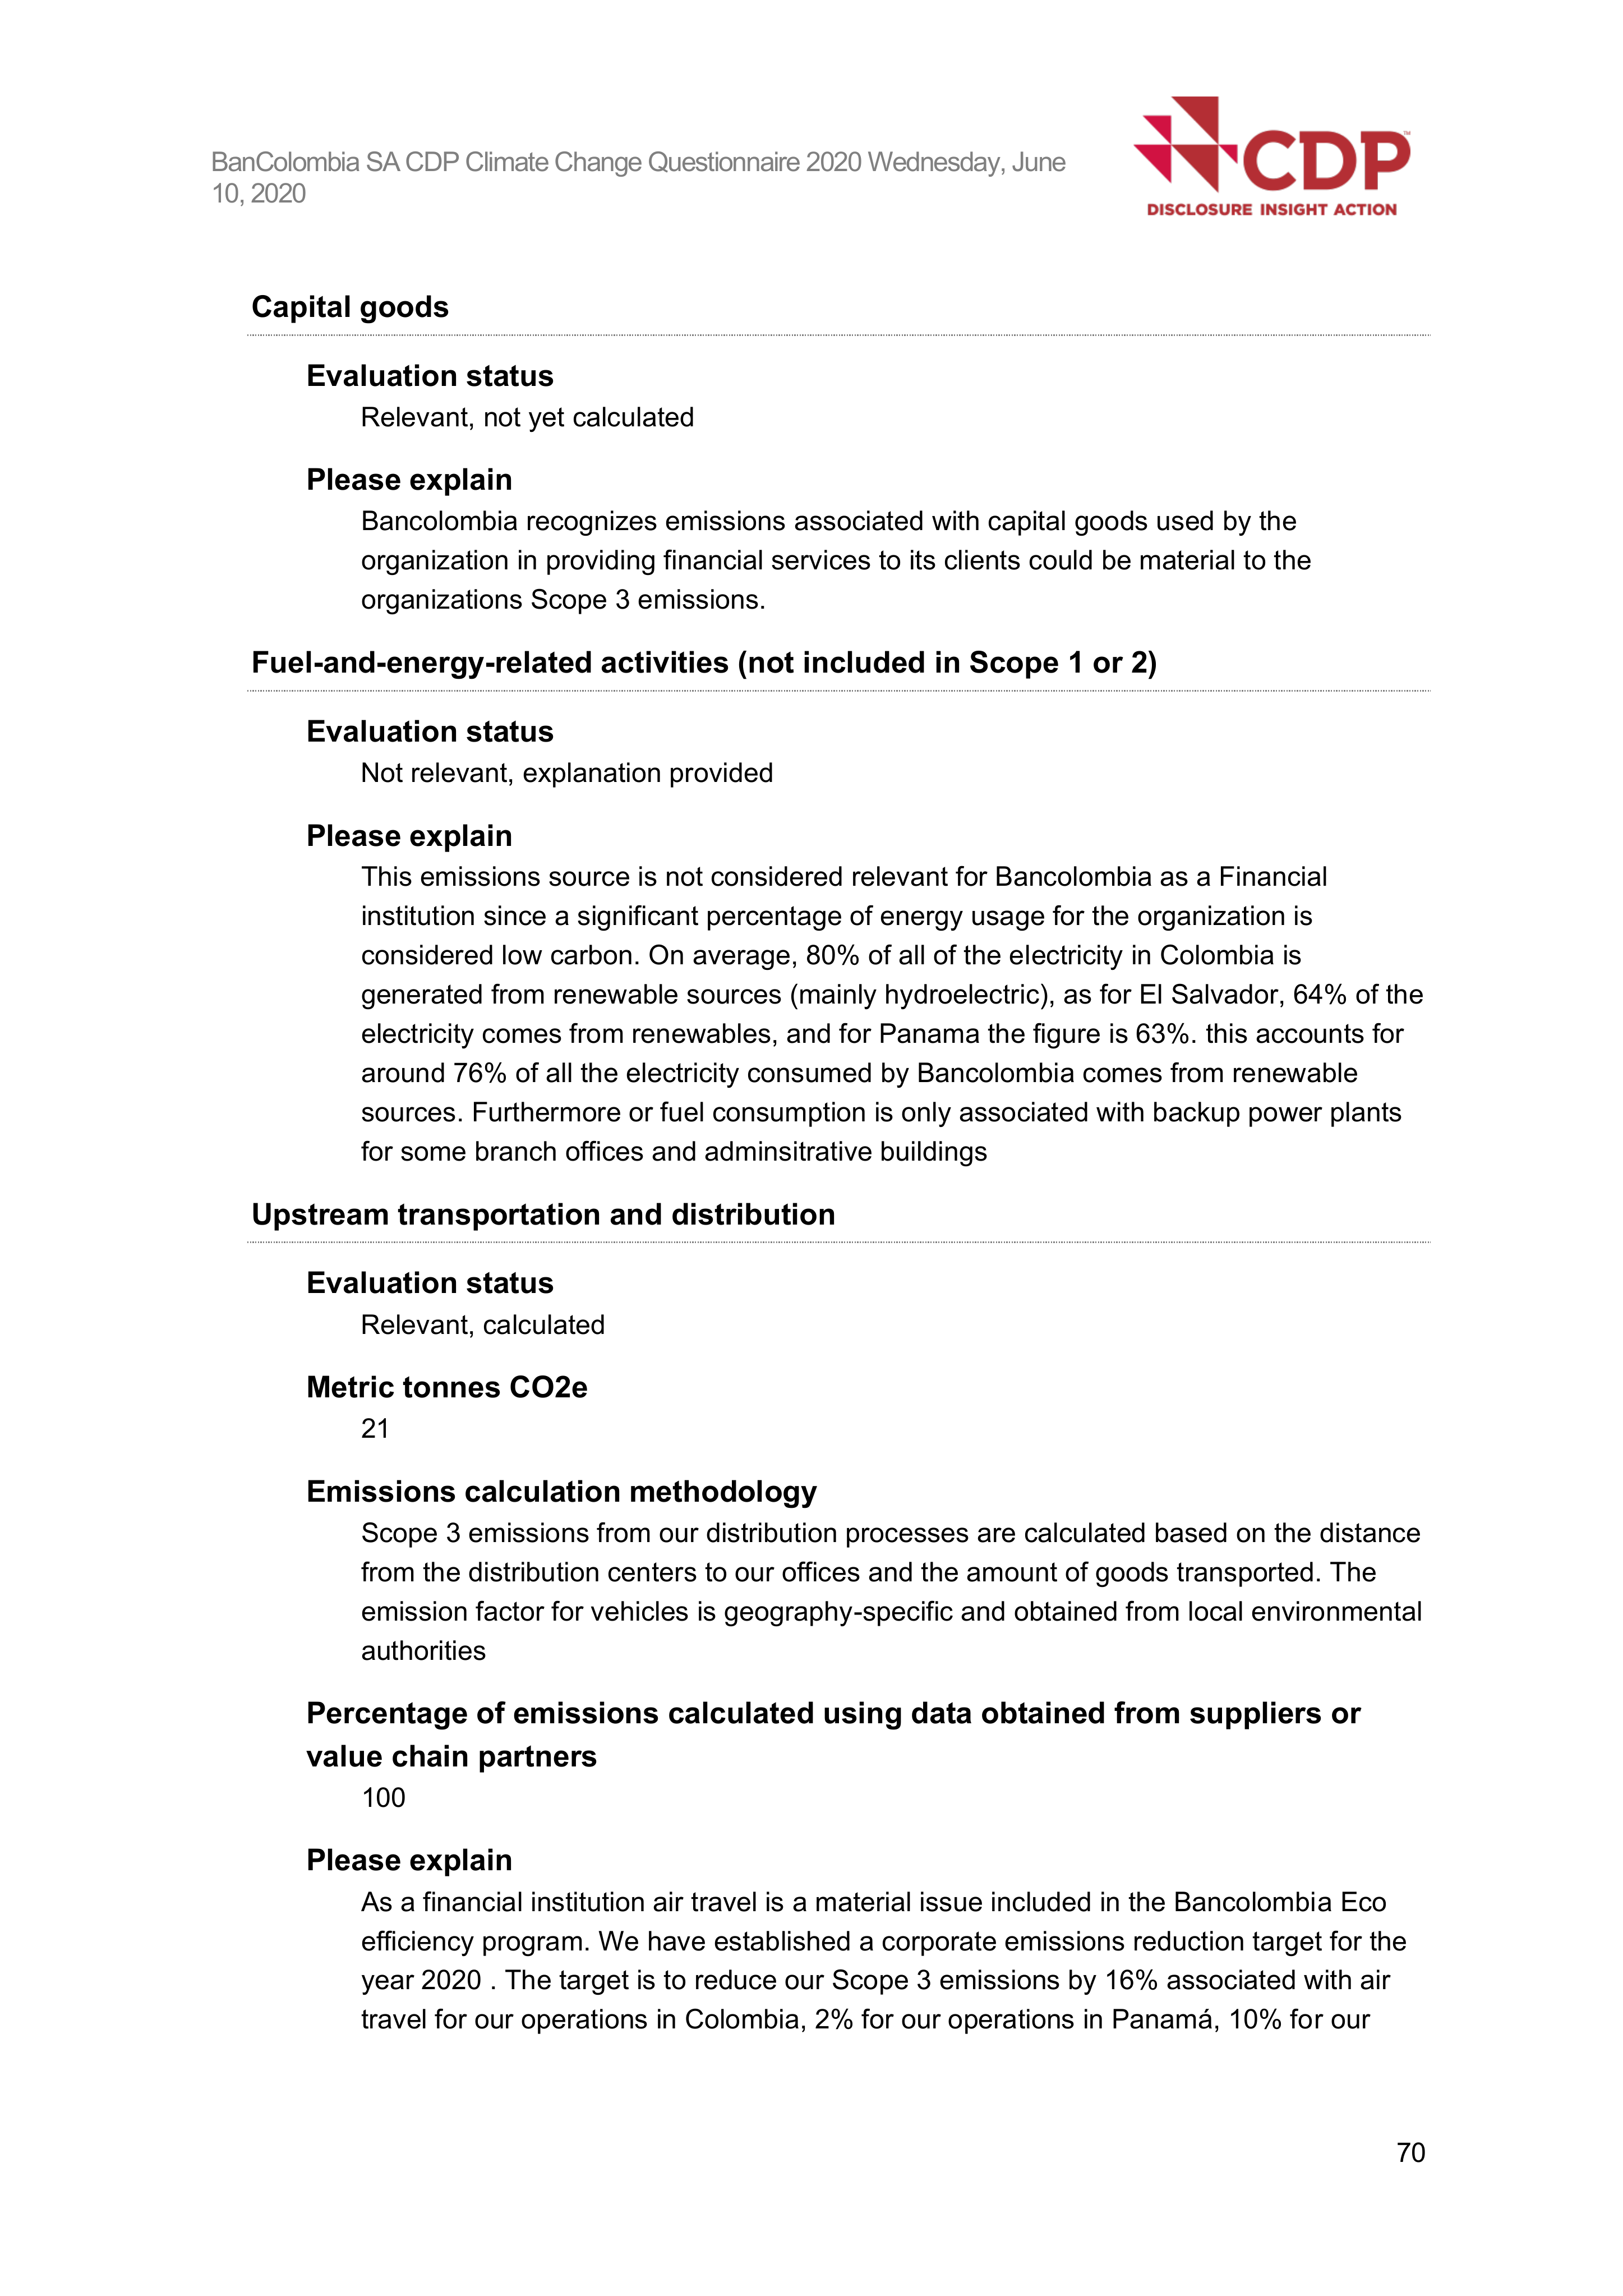 BanColombia SA CDP Climate Change Questionnaire 2020 Wednesday, June
10, 2020
CDP™
DISCLOSURE INSIGHT ACTION
Capital goods
Evaluation status
Relevant, not yet calculated
Please explain
Bancolombia recognizes emissions associated with capital goods used by the
organization in providing financial services to its clients could be material to the
organizations Scope 3 emissions.
Fuel-and-energy-related activities (not included in Scope 1 or 2)
Evaluation status
Not relevant, explanation provided
Please explain
This emissions source is not considered relevant for Bancolombia as a Financial
institution since a significant percentage of energy usage for the organization is
considered low carbon. On average, 80% of all of the electricity in Colombia is
generated from renewable sources (mainly hydroelectric), as for El Salvador, 64% of the
electricity comes from renewables, and for Panama the figure is 63%. this accounts for
around 76% of all the electricity consumed by Bancolombia comes from renewable
sources. Furthermore or fuel consumption is only associated with backup power plants
for some branch offices and adminsitrative buildings
Upstream transportation and distribution
Evaluation status
Relevant, calculated
Metric tonnes CO2e
21
Emissions calculation methodology
Scope 3 emissions from our distribution processes are calculated based on the distance
from the distribution centers to our offices and the amount of goods transported. The
emission factor for vehicles is geography-specific and obtained from local environmental
authorities
Percentage of emissions calculated using data obtained from suppliers or
value chain partners
100
Please explain
As a financial institution air travel is a material issue included in the Bancolombia Eco
efficiency program. We have established a corporate emissions reduction target for the
year 2020 . The target is to reduce our Scope 3 emissions by 16% associated with air
travel for our operations in Colombia, 2% for our operations in Panamá, 10% for our
70